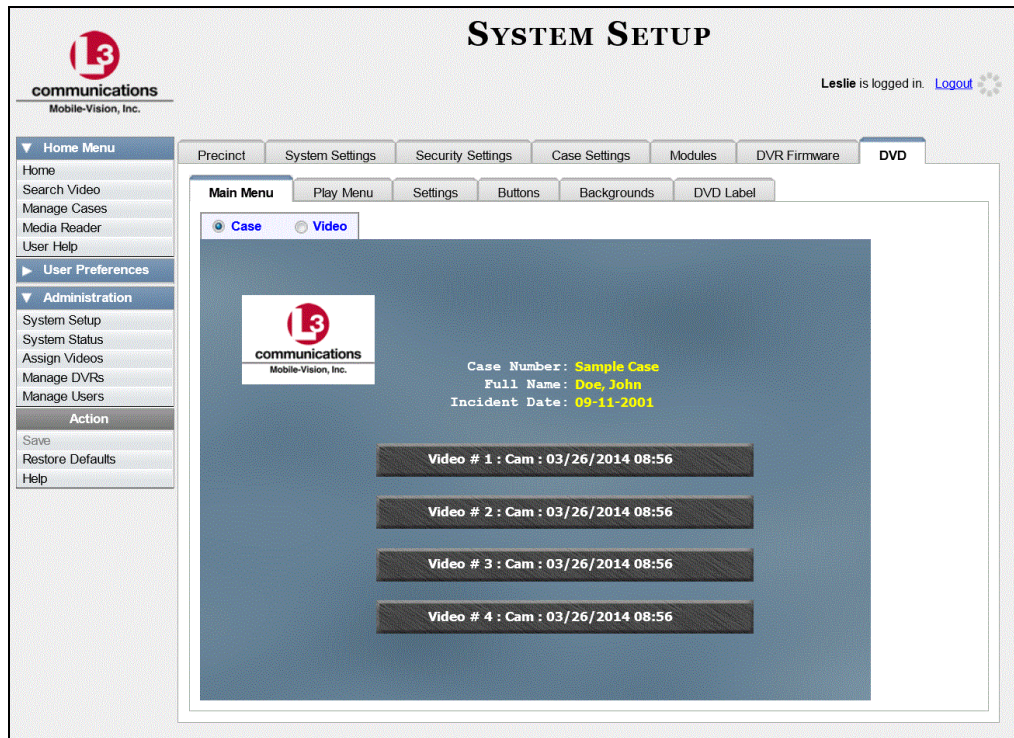 SYSTEM SETUP
L3
communications
Mobile-Vision, Inc.
Leslie is logged in. Logout
Home Menu
Home
Search Video
Manage Cases
Media Reader
User Help
User Preferences
Administration
System Setup
System Status
Assign Videos
Manage DVRs
Manage Users
Action
Save
Restore Defaults
Help
Precinct System Settings Security Settings Case Settings Modules DVR Firmware DVD
Main Menu Play Menu Settings Buttons Backgrounds DVD Label
Case Video
L3
communications
Mobile-Vision, Inc.
Case Number: Sample Case
Full Name: Doe, John
Incident Date: 09-11-2001
Video # 1 : Cam : 03/26/2014 08:56
Video # 2 : Cam : 03/26/2014 08:56
Video # 3 : Cam : 03/26/2014 08:56
Video # 4 : Cam : 03/26/2014 08:56